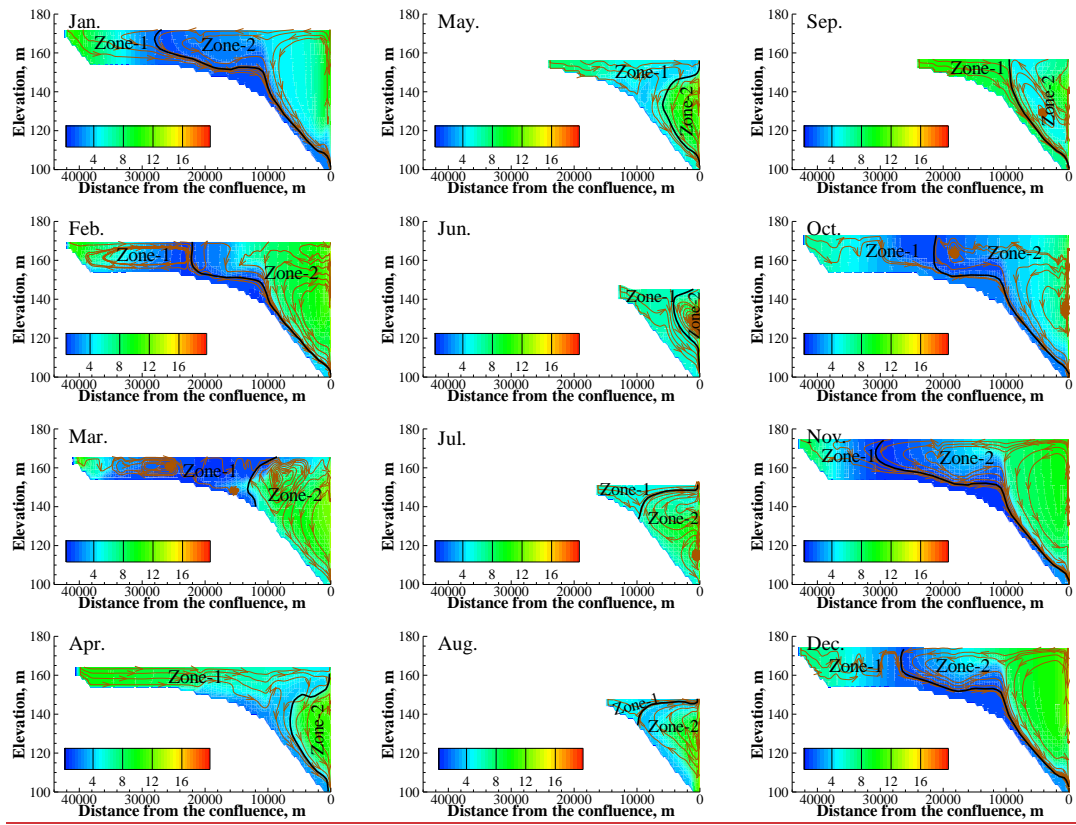 Jan.
Elevation, m
180
160
140
120
100
Zone-1 Zone-2
4 8 12 16
40000 30000 20000 10000 0
Distance from the confluence, m
May.
Elevation, m
180
160
140
120
100
Zone-1
Zone-2
4 8 12 16
40000 30000 20000 10000 0
Distance from the confluence, m
Sep.
Elevation, m
180
160
140
120
100
Zone-1
Zone-2
4 8 12 16
40000 30000 20000 10000 0
Distance from the confluence, m
Feb.
Elevation, m
180
160
140
120
100
Zone-1
Zone-2
4 8 12 16
40000 30000 20000 10000 0
Distance from the confluence, m
Jun.
Elevation, m
180
160
140
120
100
Zone-1
Zone-2
4 8 12 16
40000 30000 20000 10000 0
Distance from the confluence, m
Oct.
Elevation, m
180
160
140
120
100
Zone-1 Zone-2
4 8 12 16
40000 30000 20000 10000 0
Distance from the confluence, m
Mar.
Elevation, m
180
160
140
120
100
Zone-1
Zone-2
4 8 12 16
40000 30000 20000 10000 0
Distance from the confluence, m
Jul.
Elevation, m
180
160
140
120
100
Zone-1
Zone-2
4 8 12 16
40000 30000 20000 10000 0
Distance from the confluence, m
Nov.
Elevation, m
180
160
140
120
100
Zone-1 Zone-2
4 8 12 16
40000 30000 20000 10000 0
Distance from the confluence, m
Apr.
Elevation, m
180
160
140
120
100
Zone-1
Zone-2
4 8 12 16
40000 30000 20000 10000 0
Distance from the confluence, m
Aug.
Elevation, m
180
160
140
120
100
Zone-1
Zone-2
4 8 12 16
40000 30000 20000 10000 0
Distance from the confluence, m
Dec.
Elevation, m
180
160
140
120
100
Zone-1 Zone-2
4 8 12 16
40000 30000 20000 10000 0
Distance from the confluence, m